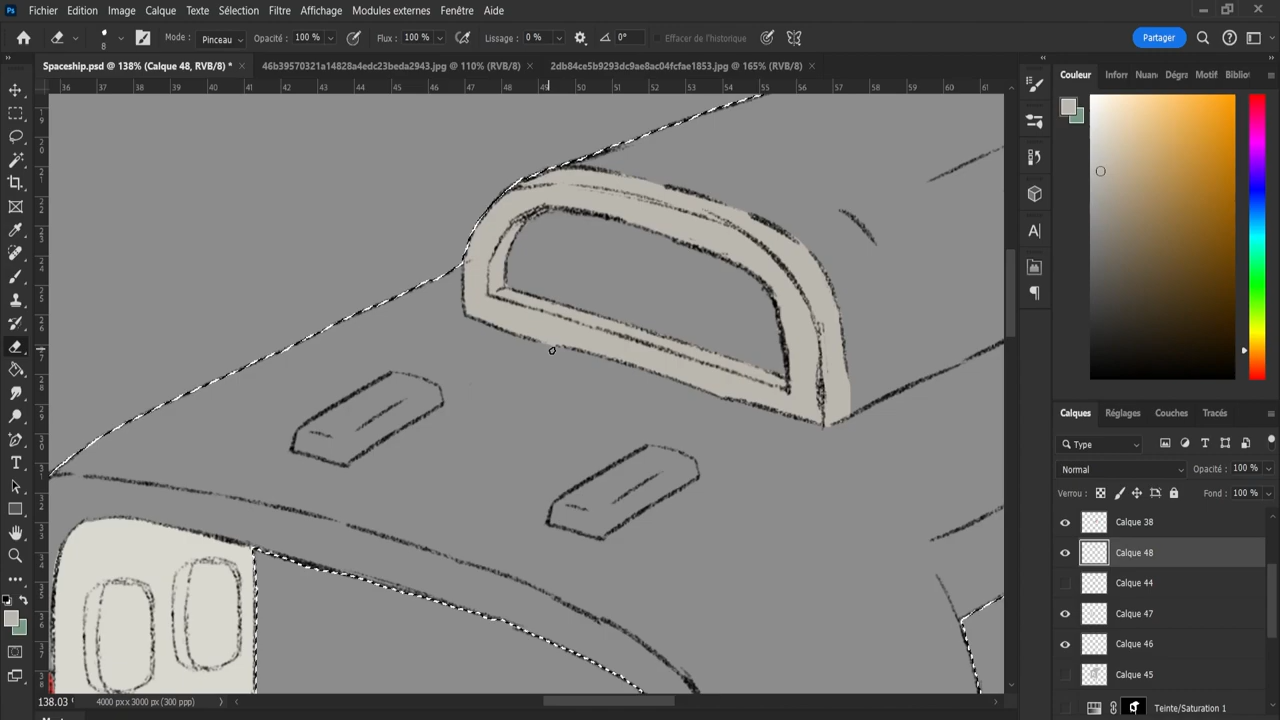 Ps Fichier Edition Image Calque Texte Sélection Filtre Affichage Modules externes Fenêtre Aide
8 Mode : Pinceau Opacité : 100 % Flux : 100 % Lissage : 0 % 0° Effacer de l'historique Partager
Spaceship.psd @ 138% (Calque 48, RVB/8) * × 46b39570321a14828a4edc23beda2943.jpg @ 110% (RVB/8) × 2db84ce5b9293dc9ae8ac04fcfae1853.jpg @ 165% (RVB/8) ×
Couleur Inforr Nuanc Dégra Motif Biblio
36 37 38 39 40 41 42 43 44 45 46 47 48 49 50 51 52 53 54 55 56 57 58 59 60 61
Calques Réglages Couches Tracés
Type
Normal Opacité : 100 %
Verrou : Fond : 100 %
Calque 38
Calque 48
Calque 44
Calque 47
Calque 46
Calque 45
Teinte/Saturation 1
138.03 4000 px x 3000 px (300 ppp)